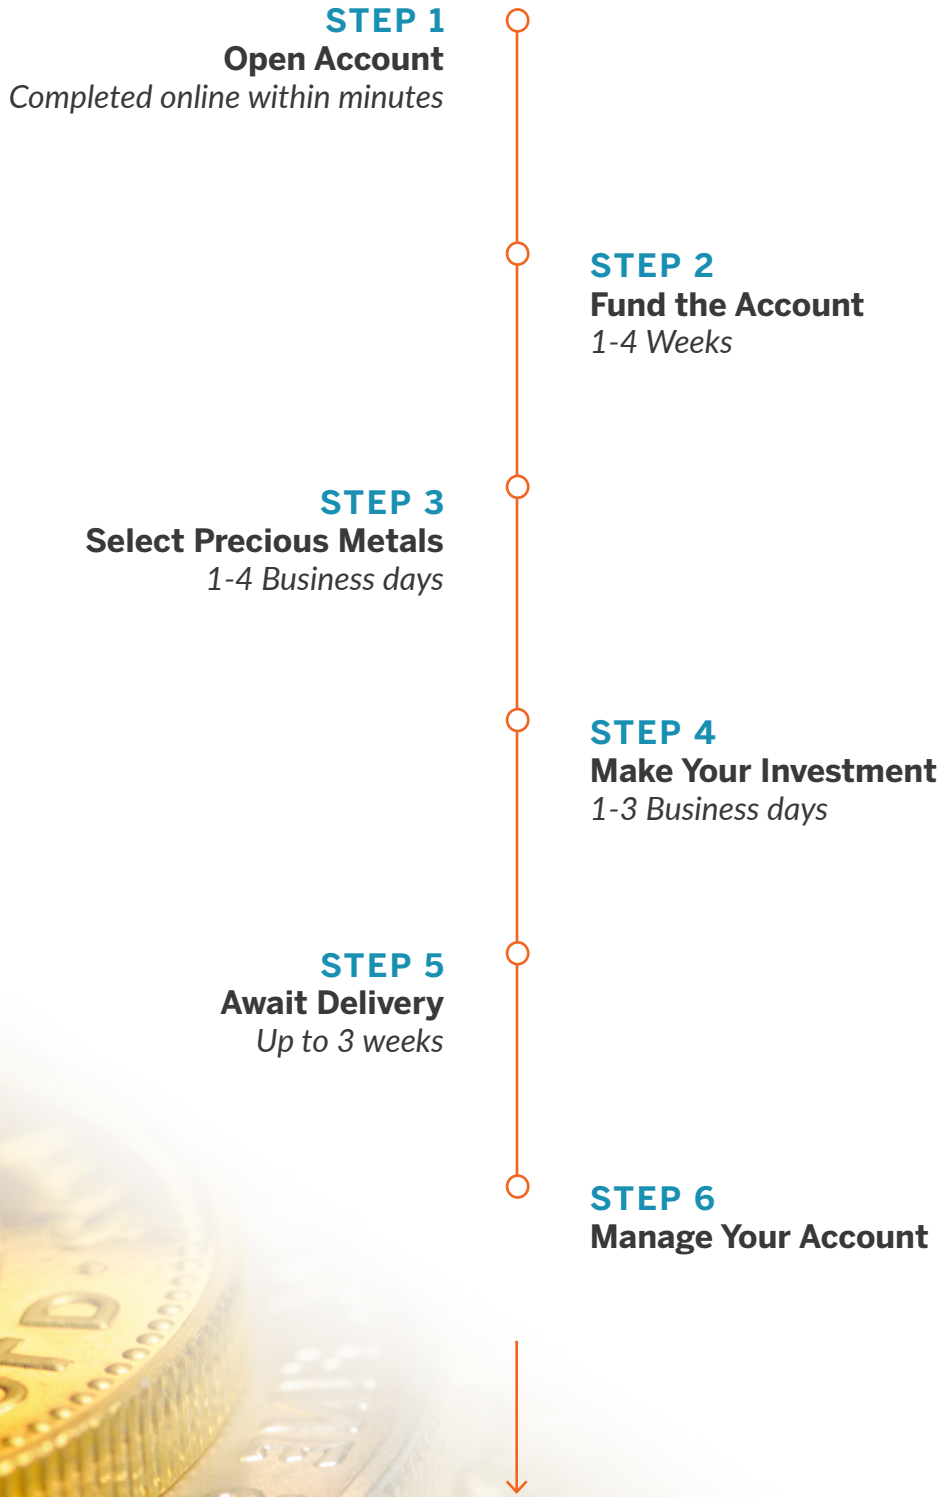 STEP 1
Open Account
Completed online within minutes
STEP 2
Fund the Account
1-4 Weeks
STEP 3
Select Precious Metals
1-4 Business days
STEP 4
Make Your Investment
1-3 Business days
STEP 5
Await Delivery
Up to 3 weeks
STEP 6
Manage Your Account